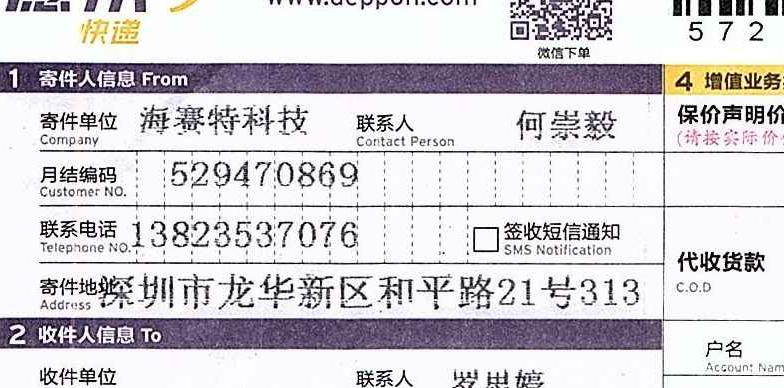 www.deppon.com
快递
微信下单
572
1 寄件人信息 From
4 增值业务
寄件单位 海赛特科技 联系人 何崇毅
Company Contact Person
保价声明价
(请按实际价
月结编码 529470869
Customer NO.
联系电话 13823537076 签收短信通知
Telephone NO. SMS Notification
代收货款
C.O.D
寄件地址 深圳市龙华新区和平路21号313
Address
2 收件人信息 To
户名
Account Nam
收件单位 联系人 罗思婷